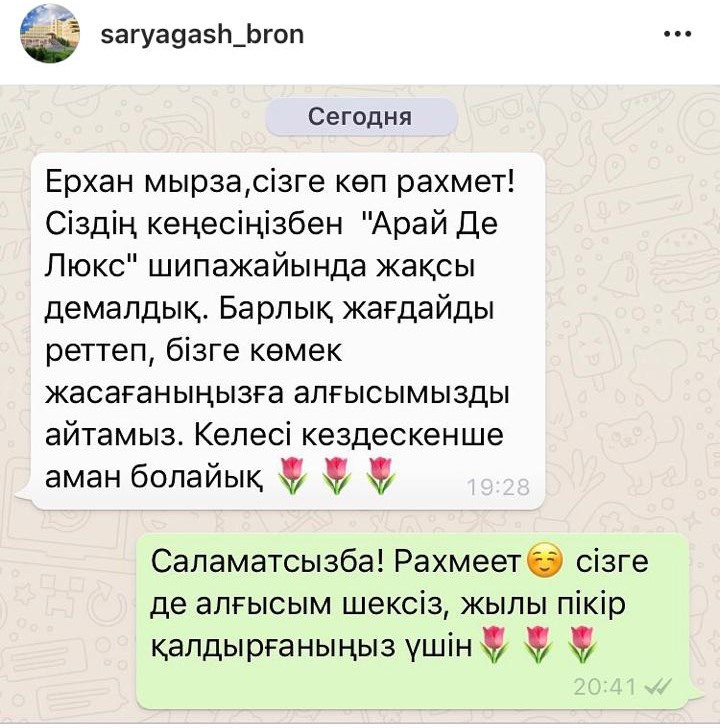 saryagash_bron
Сегодня
Ерхан мырза,сізге көп рахмет!
Сіздің кеңесіңізбен "Арай Де
Люкс" шипажайында жақсы
демалдық. Барлық жағдайды
реттеп, бізге көмек
жасағаныңызға алғысымызды
айтамыз. Келесі кездескенше
аман болайық 🌷 🌷 🌷
19:28
Саламатсызба! Рахмеет☺️ сізге
де алғысым шексіз, жылы пікір
қалдырғаныңыз үшін🌷 🌷 🌷
20:41